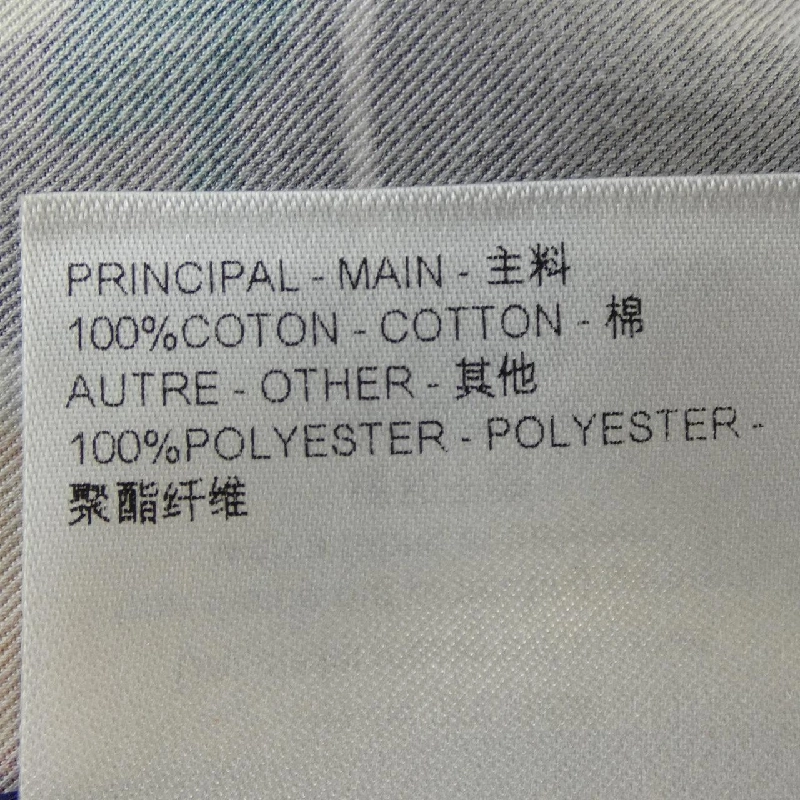 PRINCIPAL - MAIN - 主料
100%COTON - COTTON - 棉
AUTRE - OTHER - 其他
100%POLYESTER - POLYESTER -
聚酯纤维